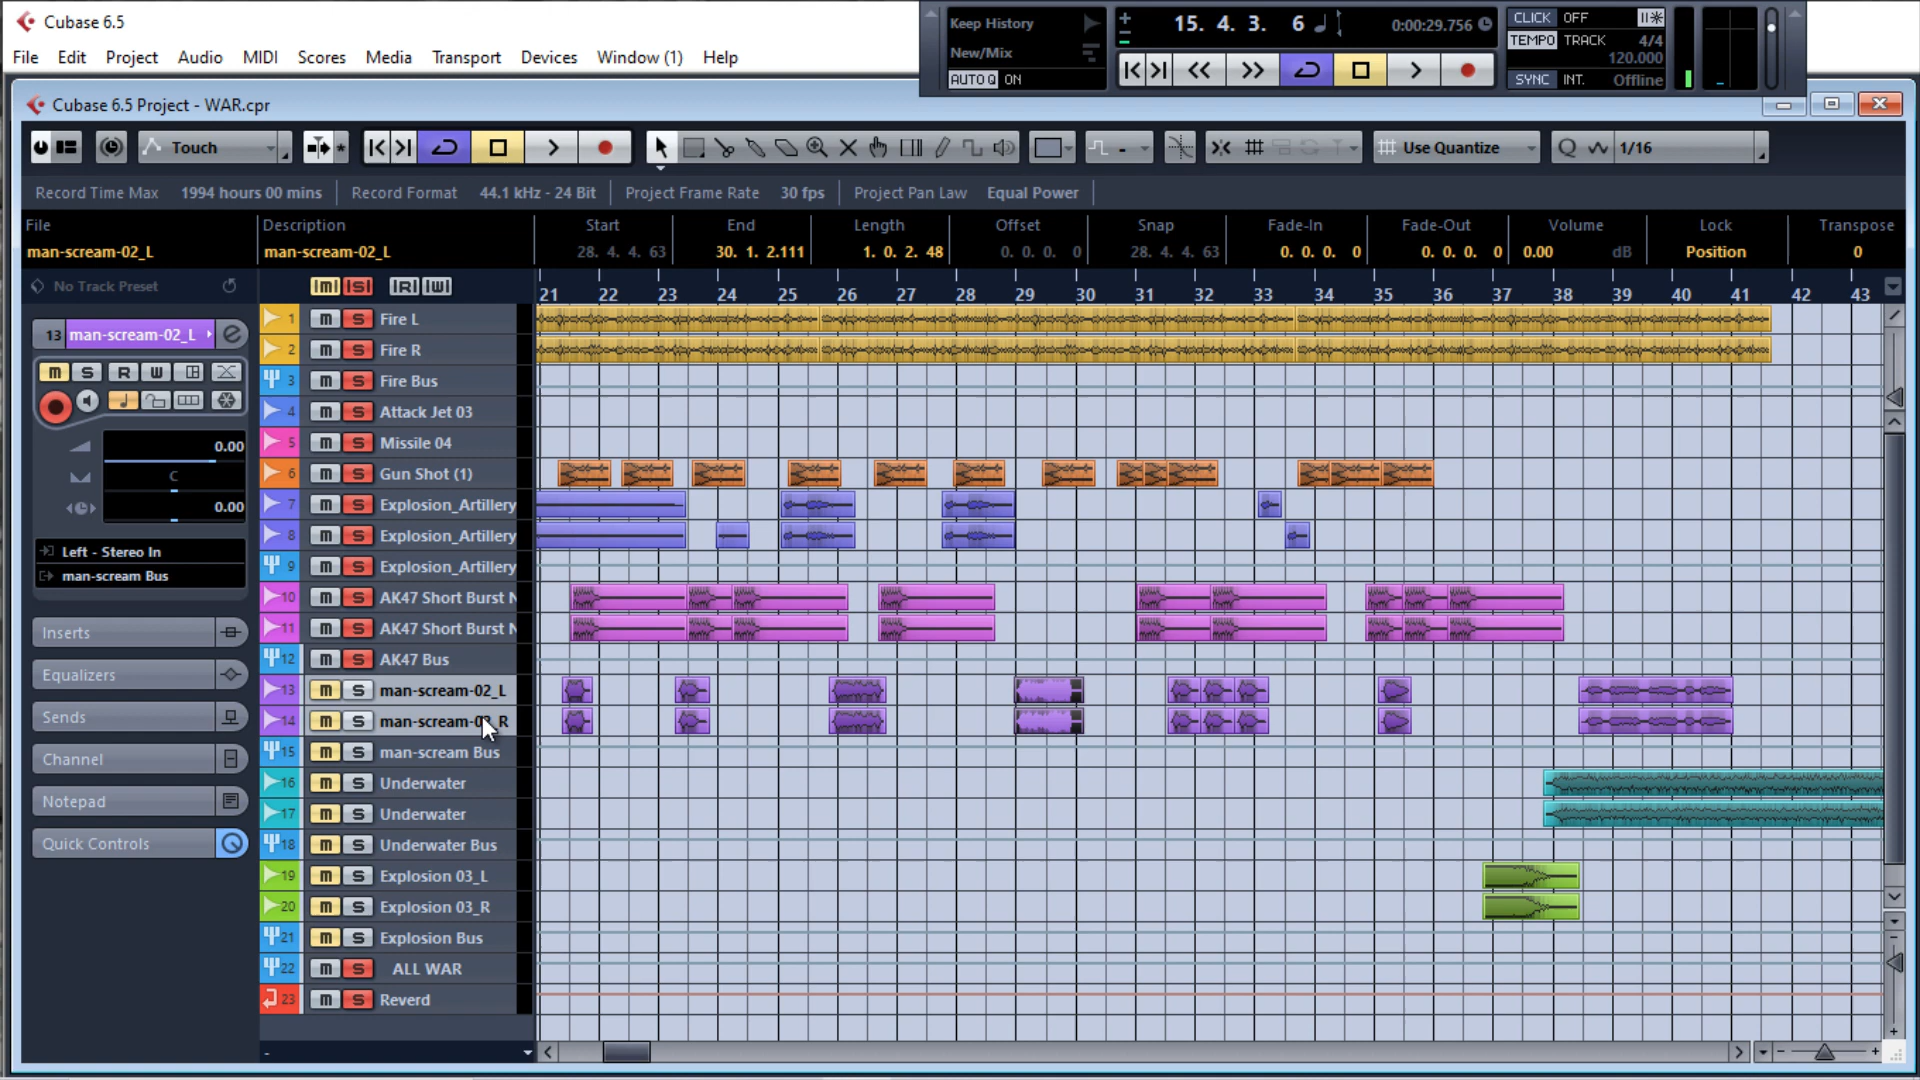 Cubase 6.5
File Edit Project Audio MIDI Scores Media Transport Devices Window (1) Help
Keep History
New/Mix
AUTO Q ON
15. 4. 3. 6
0:00:29.756
CLICK OFF
TEMPO TRACK 4/4
120.000
SYNC INT. Offline
Cubase 6.5 Project - WAR.cpr
Touch
Use Quantize
1/16
Record Time Max 1994 hours 00 mins Record Format 44.1 kHz - 24 Bit Project Frame Rate 30 fps Project Pan Law Equal Power
File Description Start End Length Offset Snap Fade-In Fade-Out Volume Lock Transpose
man-scream-02_L man-scream-02_L 28. 4. 4. 63 30. 1. 2.111 1. 0. 2. 48 0. 0. 0. 0 28. 4. 4. 63 0. 0. 0. 0 0. 0. 0. 0 0.00 dB Position 0
No Track Preset
M S R W
21 22 23 24 25 26 27 28 29 30 31 32 33 34 35 36 37 38 39 40 41 42 43
13 man-scream-02_L
M S R W
0.00
C
0.00
Left - Stereo In
man-scream Bus
Inserts
Equalizers
Sends
Channel
Notepad
Quick Controls
1 m S Fire L
2 m S Fire R
3 m S Fire Bus
4 m S Attack Jet 03
5 m S Missile 04
6 m S Gun Shot (1)
7 m S Explosion_Artillery
8 m S Explosion_Artillery
9 m S Explosion_Artillery
10 m S AK47 Short Burst
11 m S AK47 Short Burst
12 m S AK47 Bus
13 m S man-scream-02_L
14 m S
15 m S man-scream Bus
16 m S Underwater
17 m S Underwater
18 m S Underwater Bus
19 m S Explosion 03_L
20 m S Explosion 03_R
21 m S Explosion Bus
22 m S ALL WAR
23 m S Reverd